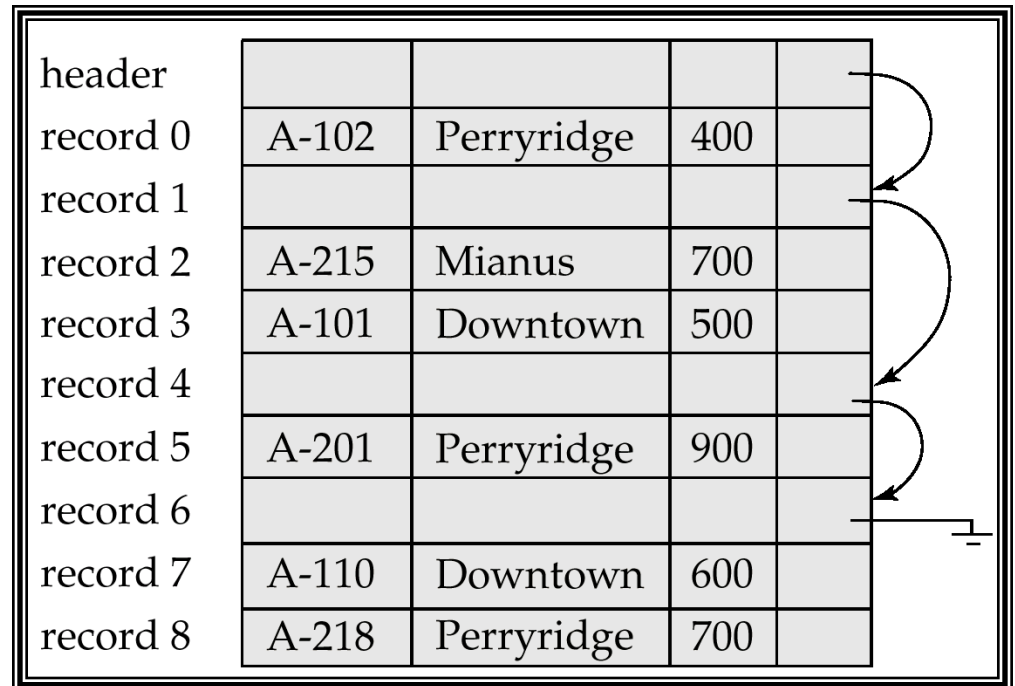 header
record 0 A-102 Perryridge 400
record 1
record 2 A-215 Mianus 700
record 3 A-101 Downtown 500
record 4
record 5 A-201 Perryridge 900
record 6
record 7 A-110 Downtown 600
record 8 A-218 Perryridge 700